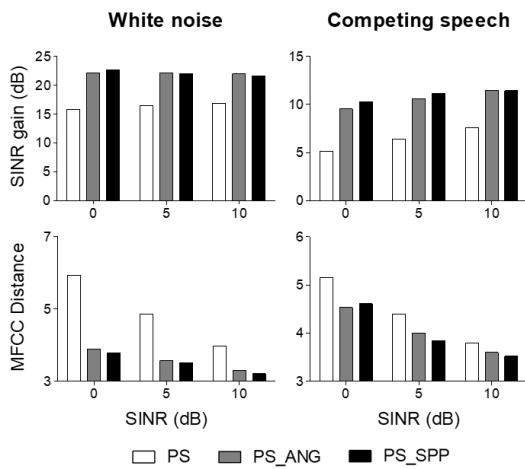 White noise
Competing speech
SINR gain (dB)
25
20
15
10
5
0
0 5 10
15
10
5
0
0 5 10
MFCC Distance
7
5
3
0 5 10
SINR (dB)
6
5
4
3
0 5 10
SINR (dB)
PS PS_ANG PS_SPP